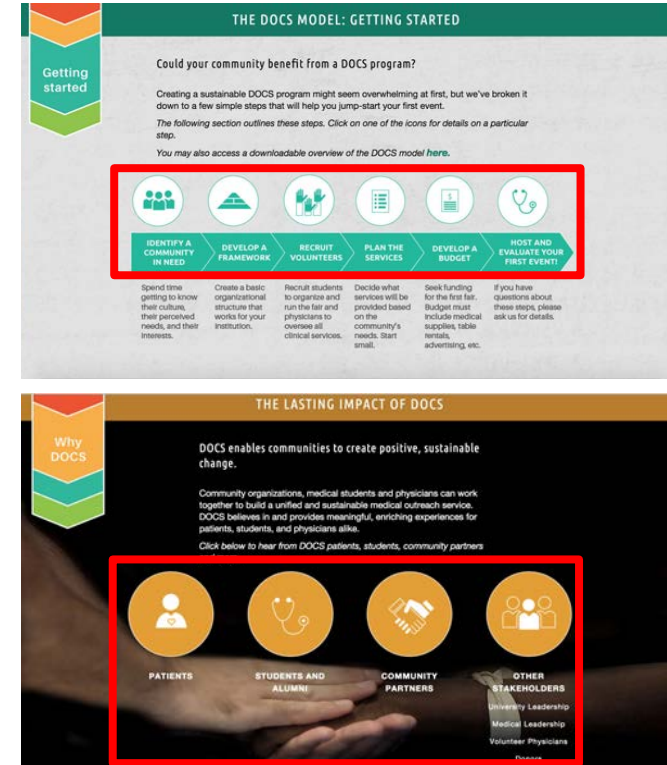 THE DOCS MODEL: GETTING STARTED
Getting
started
Could your community benefit from a DOCS program?
Creating a sustainable DOCS program might seem overwhelming at first, but we've broken it
down to a few simple steps that will help you jump-start your first event.
The following section outlines these steps. Click on one of the icons for details on a particular
step.
You may also access a downloadable overview of the DOCS model here.
IDENTIFY A
COMMUNITY
IN NEED
DEVELOP A
FRAMEWORK
RECRUIT
VOLUNTEERS
PLAN THE
SERVICES
DEVELOP A
BUDGET
HOST AND
EVALUATE YOUR
FIRST EVENT!
Spend time
getting to know
their culture,
their perceived
needs, and their
interests.
Create a basic
organizational
structure that
works for your
institution.
Recruit students
to organize and
run the fair and
physicians to
oversee all
clinical services.
Decide what
services will be
provided based
on the
community's
needs. Start
small.
Seek funding
for the first fair.
Budget must
include medical
supplies, table
rentals,
advertising, etc.
If you have
questions about
these steps, please
ask us for details.
THE LASTING IMPACT OF DOCS
Why
DOCS
DOCS enables communities to create positive, sustainable
change.
Community organizations, medical students and physicians can work
together to build a unified and sustainable medical outreach service.
DOCS believes in and provides meaningful, enriching experiences for
patients, students, and physicians alike.
Click below to hear from DOCS patients, students, community partners
PATIENTS
STUDENTS AND
ALUMNI
COMMUNITY
PARTNERS
OTHER
STAKEHOLDERS
University Leadership
Medical Leadership
Volunteer Physicians
Donors